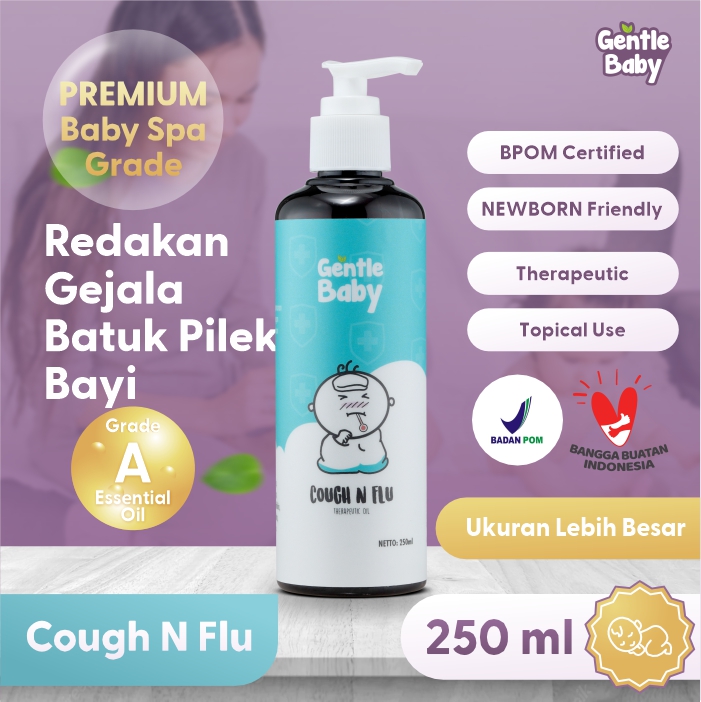 Gentle
Baby
PREMIUM
Baby Spa
Grade
Redakan
Gejala
Batuk Pilek
Bayi
Grade
A
Essential
Oil
Gentle
Baby
COUGH N FLU
THERAPEUTIC OIL
NETTO: 250ml
BPOM Certified
NEWBORN Friendly
Therapeutic
Topical Use
BADAN POM
BANGGA BUATAN
INDONESIA
Ukuran Lebih Besar
Cough N Flu
250 ml